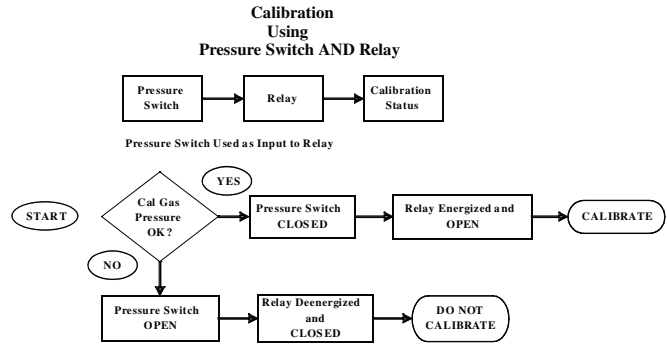 Calibration
Using
Pressure Switch AND Relay
Pressure
Switch
Relay
Calibration
Status
Pressure Switch Used as Input to Relay
START
Cal Gas
Pressure
OK?
YES
Pressure Switch
CLOSED
Relay Energized and
OPEN
CALIBRATE
NO
Pressure Switch
OPEN
Relay Deenergized
and
CLOSED
DO NOT
CALIBRATE